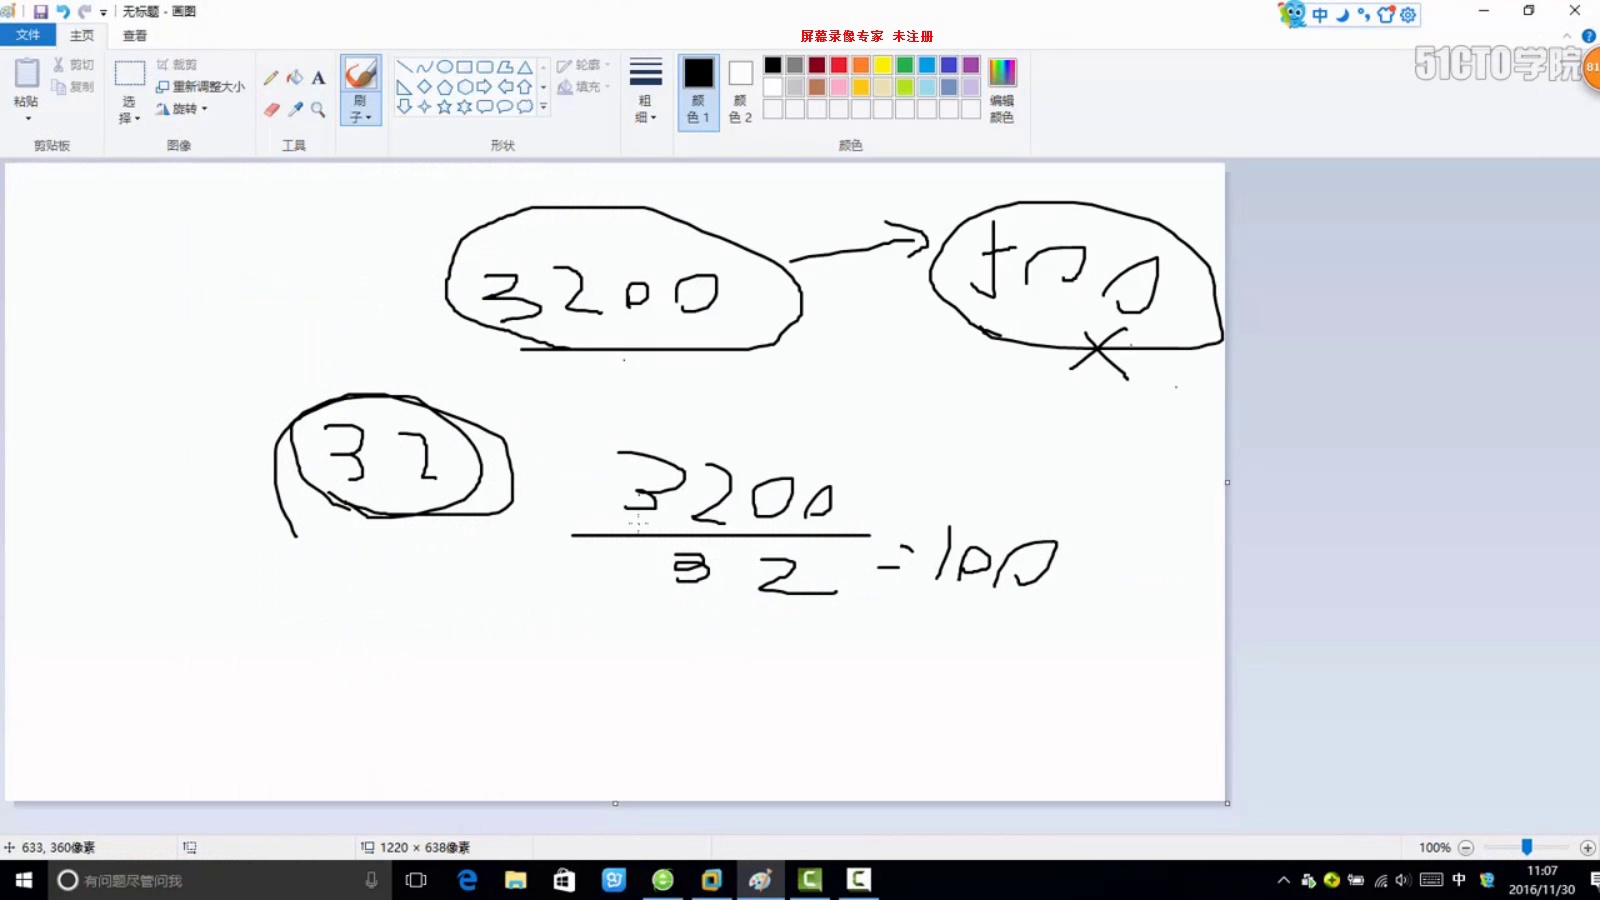 无标题 - 画图
中
文件 主页 查看
屏幕录像专家 未注册
51CTO学院
81
粘贴 剪切 复制
选择 裁剪 重新调整大小 旋转
A
刷子
轮廓 填充
粗细
颜色 1
颜色 2
编辑颜色
剪贴板 图像 工具 形状 颜色
3200
32
3200
32
=100
633, 360像素
1220 × 638像素
100%
有问题尽管问我
中
11:07
2016/11/30